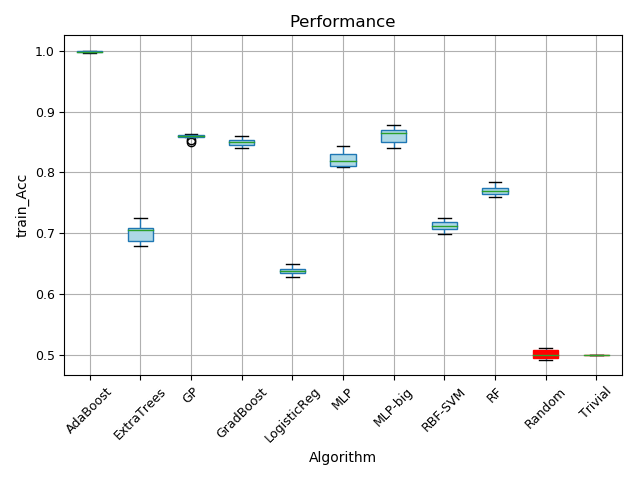 Performance
train_Acc
1.0
0.9
0.8
0.7
0.6
0.5
AdaBoost
ExtraTrees
GP
GradBoost
LogisticReg
MLP
MLP-big
RBF-SVM
RF
Random
Trivial
Algorithm